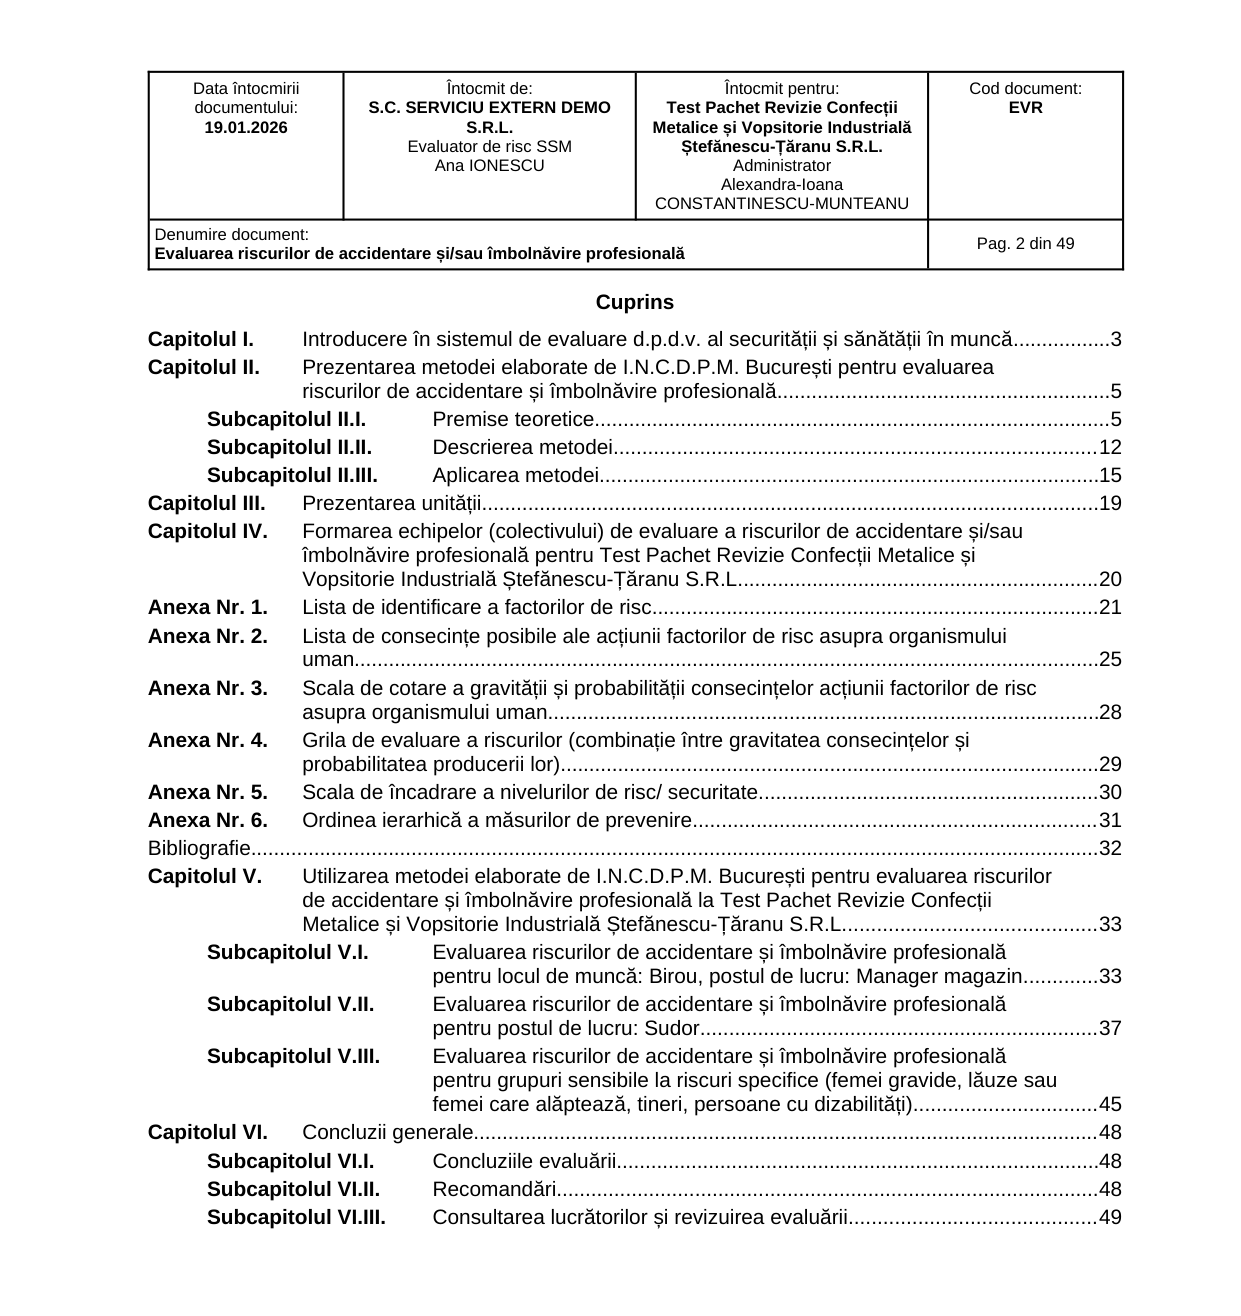 Data întocmirii
documentului:
19.01.2026
Întocmit de:
S.C. SERVICIU EXTERN DEMO
S.R.L.
Evaluator de risc SSM
Ana IONESCU
Întocmit pentru:
Test Pachet Revizie Confecții
Metalice și Vopsitorie Industrială
Ștefănescu-Țăranu S.R.L.
Administrator
Alexandra-Ioana
CONSTANTINESCU-MUNTEANU
Cod document:
EVR
Denumire document:
Evaluarea riscurilor de accidentare și/sau îmbolnăvire profesională
Pag. 2 din 49
Cuprins
Capitolul I. Introducere în sistemul de evaluare d.p.d.v. al securității și sănătății în muncă.................3
Capitolul II. Prezentarea metodei elaborate de I.N.C.D.P.M. București pentru evaluarea
riscurilor de accidentare și îmbolnăvire profesională..........................................................5
Subcapitolul II.I. Premise teoretice..........................................................................................5
Subcapitolul II.II. Descrierea metodei.....................................................................................12
Subcapitolul II.III. Aplicarea metodei.......................................................................................15
Capitolul III. Prezentarea unității............................................................................................................19
Capitolul IV. Formarea echipelor (colectivului) de evaluare a riscurilor de accidentare și/sau
îmbolnăvire profesională pentru Test Pachet Revizie Confecții Metalice și
Vopsitorie Industrială Ștefănescu-Țăranu S.R.L...............................................................20
Anexa Nr. 1. Lista de identificare a factorilor de risc..............................................................................21
Anexa Nr. 2. Lista de consecințe posibile ale acțiunii factorilor de risc asupra organismului
uman..................................................................................................................................25
Anexa Nr. 3. Scala de cotare a gravității și probabilității consecințelor acțiunii factorilor de risc
asupra organismului uman................................................................................................28
Anexa Nr. 4. Grila de evaluare a riscurilor (combinație între gravitatea consecințelor și
probabilitatea producerii lor)..............................................................................................29
Anexa Nr. 5. Scala de încadrare a nivelurilor de risc/ securitate...........................................................30
Anexa Nr. 6. Ordinea ierarhică a măsurilor de prevenire.......................................................................31
Bibliografie....................................................................................................................................................32
Capitolul V. Utilizarea metodei elaborate de I.N.C.D.P.M. București pentru evaluarea riscurilor
de accidentare și îmbolnăvire profesională la Test Pachet Revizie Confecții
Metalice și Vopsitorie Industrială Ștefănescu-Țăranu S.R.L.............................................33
Subcapitolul V.I. Evaluarea riscurilor de accidentare și îmbolnăvire profesională
pentru locul de muncă: Birou, postul de lucru: Manager magazin.............33
Subcapitolul V.II. Evaluarea riscurilor de accidentare și îmbolnăvire profesională
pentru postul de lucru: Sudor.....................................................................37
Subcapitolul V.III. Evaluarea riscurilor de accidentare și îmbolnăvire profesională
pentru grupuri sensibile la riscuri specifice (femei gravide, lăuze sau
femei care alăptează, tineri, persoane cu dizabilități)................................45
Capitolul VI. Concluzii generale.............................................................................................................48
Subcapitolul VI.I. Concluziile evaluării....................................................................................48
Subcapitolul VI.II. Recomandări..............................................................................................48
Subcapitolul VI.III. Consultarea lucrătorilor și revizuirea evaluării...........................................49